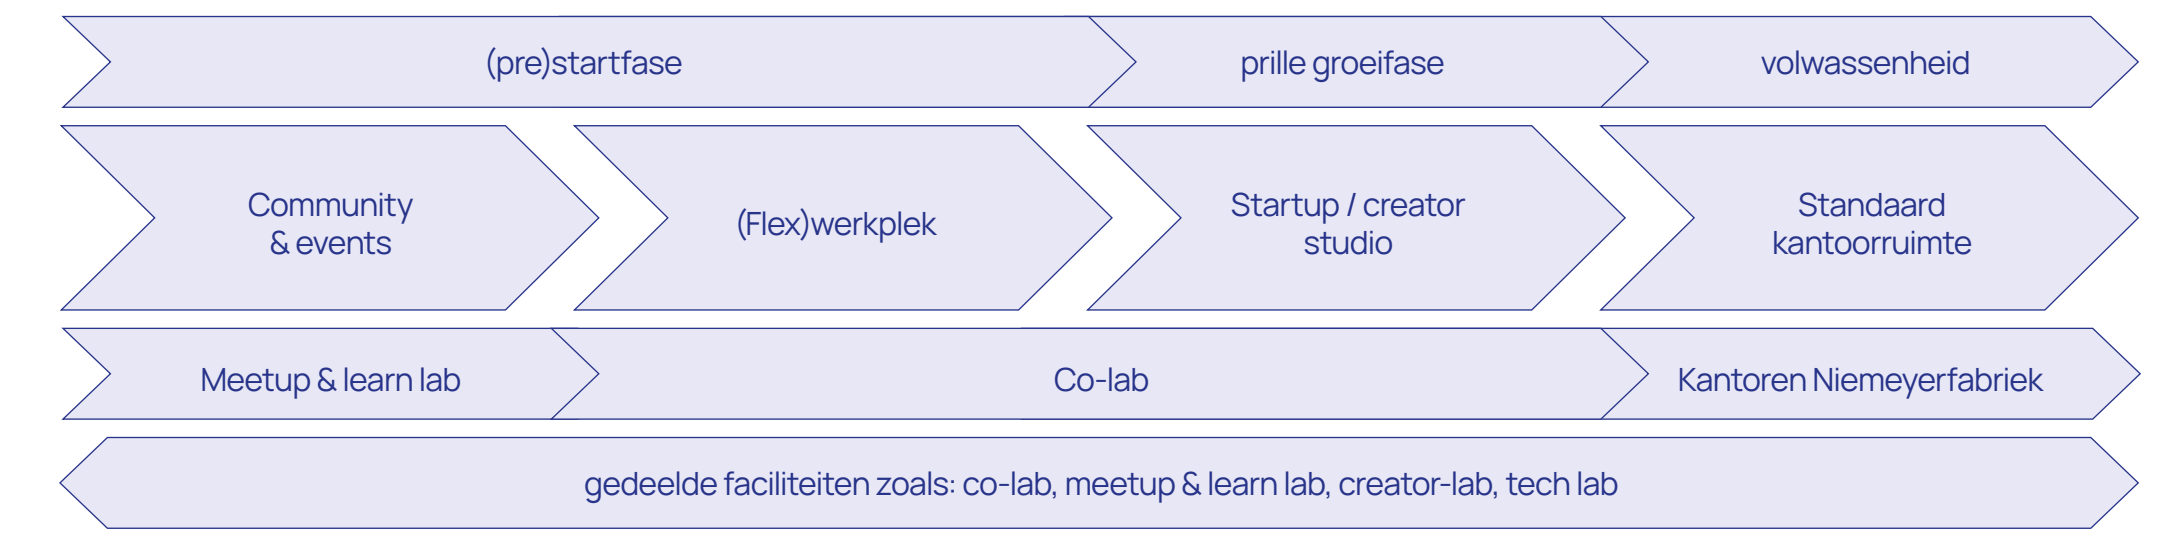 (pre)startfase
prille groeifase
volwassenheid
Community
& events
(Flex)werkplek
Startup / creator
studio
Standaard
kantoorruimte
Meetup & learn lab
Co-lab
Kantoren Niemeyerfabriek
gedeelde faciliteiten zoals: co-lab, meetup & learn lab, creator-lab, tech lab